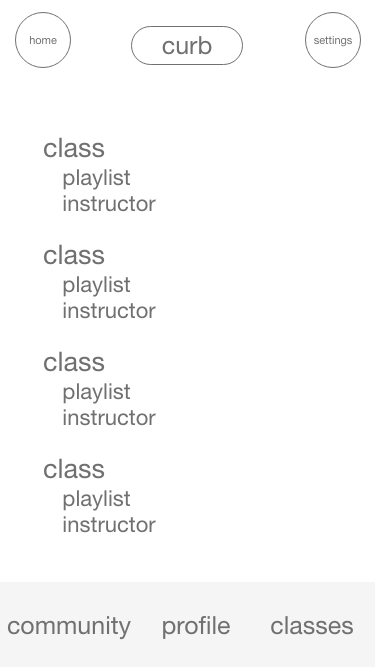 home curb settings
class
playlist
instructor
class
playlist
instructor
class
playlist
instructor
class
playlist
instructor
community profile classes